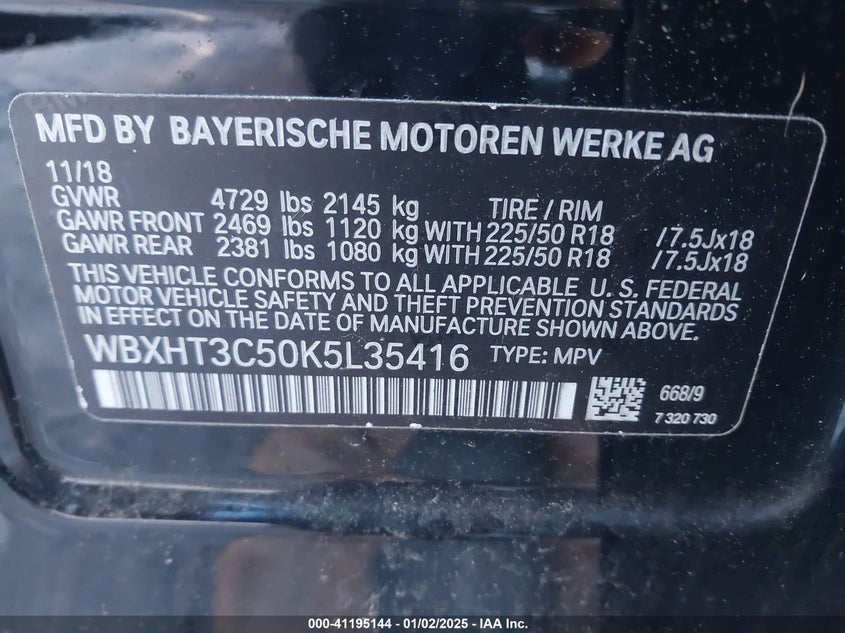 MFD BY BAYERISCHE MOTOREN WERKE AG
11/18
GVWR 4729 lbs 2145 kg TIRE / RIM
GAWR FRONT 2469 lbs 1120 kg WITH 225/50 R18 /7.5Jx18
GAWR REAR 2381 lbs 1080 kg WITH 225/50 R18 /7.5Jx18
THIS VEHICLE CONFORMS TO ALL APPLICABLE U. S. FEDERAL
MOTOR VEHICLE SAFETY AND THEFT PREVENTION STANDARDS
IN EFFECT ON THE DATE OF MANUFACTURE SHOWN ABOVE.
WBXHT3C50K5L35416 TYPE: MPV
668/9
7 320 730
000-41195144 | 01/02/2025 - IAA Inc.